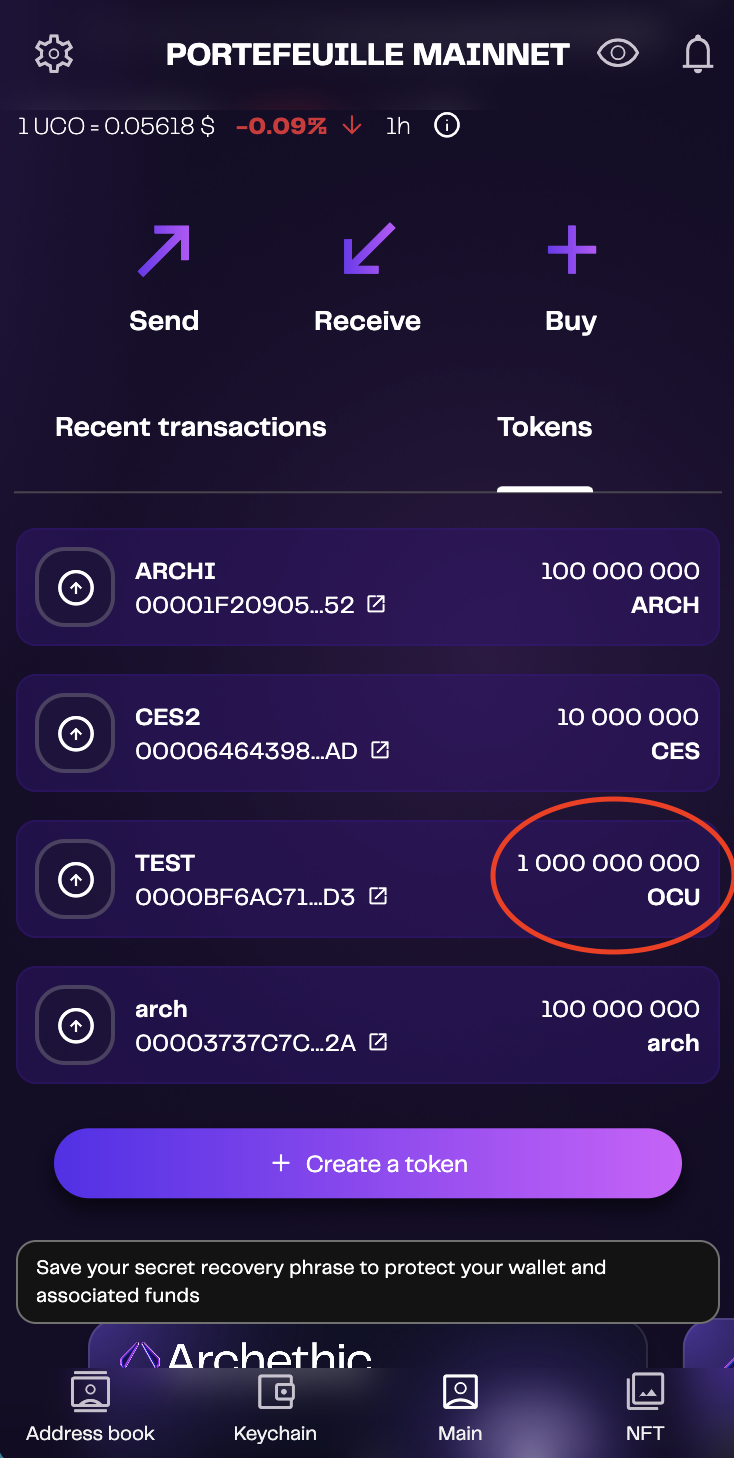 PORTEFEUILLE MAINNET
1 UCO = 0.05618 $ -0.09% 1h
Send Receive Buy
Recent transactions Tokens
ARCHI 100 000 000
00001F20905...52 ARCH
CES2 10 000 000
00006464398...AD CES
TEST 1 000 000 000
0000BF6AC71...D3 OCU
arch 100 000 000
00003737C7C...2A arch
+ Create a token
Save your secret recovery phrase to protect your wallet and
associated funds
Archethic
Address book Keychain Main NFT